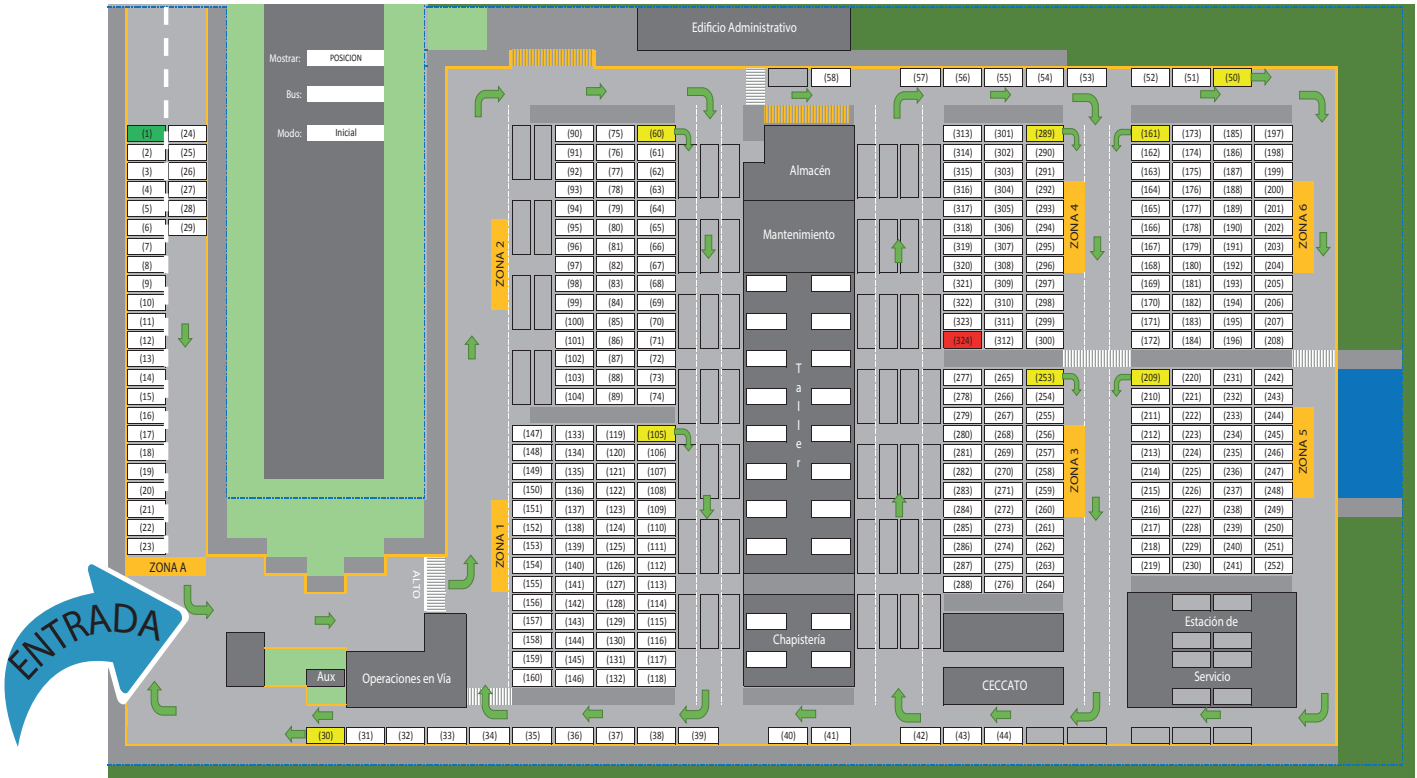 Edificio Administrativo
Mostrar: POSICION
Bus:
Modo: Inicial
(58) (57) (56) (55) (54) (53) (52) (51) (50)
(1) (24)
(2) (25)
(3) (26)
(4) (27)
(5) (28)
(6) (29)
(7)
(8)
(9)
(10)
(11)
(12)
(13)
(14)
(15)
(16)
(17)
(18)
(19)
(20)
(21)
(22)
(23)
ZONA A
ENTRADA
ALTO
Aux
Operaciones en Vía
ZONA 2
(90) (75) (60)
(91) (76) (61)
(92) (77) (62)
(93) (78) (63)
(94) (79) (64)
(95) (80) (65)
(96) (81) (66)
(97) (82) (67)
(98) (83) (68)
(99) (84) (69)
(100) (85) (70)
(101) (86) (71)
(102) (87) (72)
(103) (88) (73)
(104) (89) (74)
ZONA 1
(147) (133) (119) (105)
(148) (134) (120) (106)
(149) (135) (121) (107)
(150) (136) (122) (108)
(151) (137) (123) (109)
(152) (138) (124) (110)
(153) (139) (125) (111)
(154) (140) (126) (112)
(155) (141) (127) (113)
(156) (142) (128) (114)
(157) (143) (129) (115)
(158) (144) (130) (116)
(159) (145) (131) (117)
(160) (146) (132) (118)
Almacén
Mantenimiento
Taller
Chapistería
(313) (301) (289)
(314) (302) (290)
(315) (303) (291)
(316) (304) (292)
(317) (305) (293)
(318) (306) (294)
(319) (307) (295)
(320) (308) (296)
(321) (309) (297)
(322) (310) (298)
(323) (311) (299)
(324) (312) (300)
ZONA 4
(277) (265) (253)
(278) (266) (254)
(279) (267) (255)
(280) (268) (256)
(281) (269) (257)
(282) (270) (258)
(283) (271) (259)
(284) (272) (260)
(285) (273) (261)
(286) (274) (262)
(287) (275) (263)
(288) (276) (264)
ZONA 3
CECCATO
(161) (173) (185) (197)
(162) (174) (186) (198)
(163) (175) (187) (199)
(164) (176) (188) (200)
(165) (177) (189) (201)
(166) (178) (190) (202)
(167) (179) (191) (203)
(168) (180) (192) (204)
(169) (181) (193) (205)
(170) (182) (194) (206)
(171) (183) (195) (207)
(172) (184) (196) (208)
ZONA 6
(209) (220) (231) (242)
(210) (221) (232) (243)
(211) (222) (233) (244)
(212) (223) (234) (245)
(213) (224) (235) (246)
(214) (225) (236) (247)
(215) (226) (237) (248)
(216) (227) (238) (249)
(217) (228) (239) (250)
(218) (229) (240) (251)
(219) (230) (241) (252)
ZONA 5
Estación de
Servicio
(30) (31) (32) (33) (34) (35) (36) (37) (38) (39) (40) (41) (42) (43) (44)